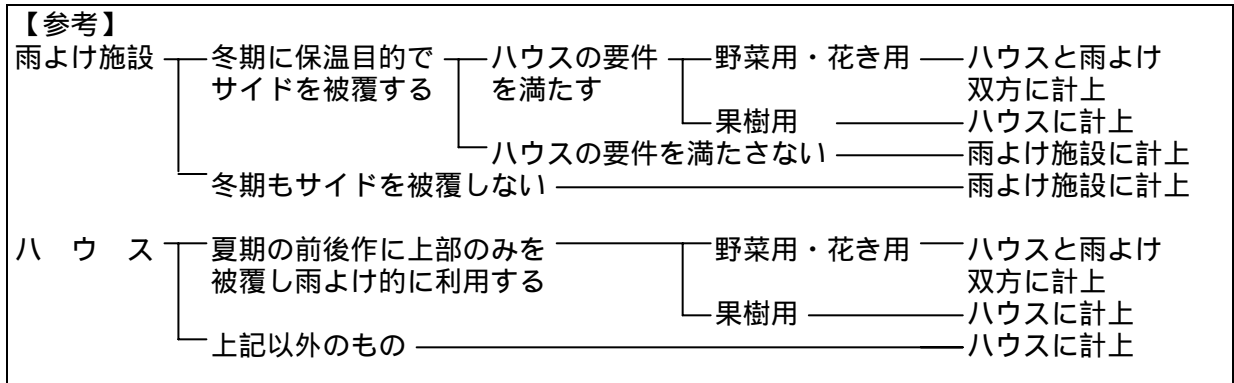 【参考】
雨よけ施設 冬期に保温目的で ハウスの要件 野菜用・花き用 ハウスと雨よけ
サイドを被覆する を満たす 双方に計上
果樹用 ハウスに計上
ハウスの要件を満たさない 雨よけ施設に計上
冬期もサイドを被覆しない 雨よけ施設に計上
ハ ウ ス 夏期の前後作に上部のみを 野菜用・花き用 ハウスと雨よけ
被覆し雨よけ的に利用する 双方に計上
果樹用 ハウスに計上
上記以外のもの ハウスに計上